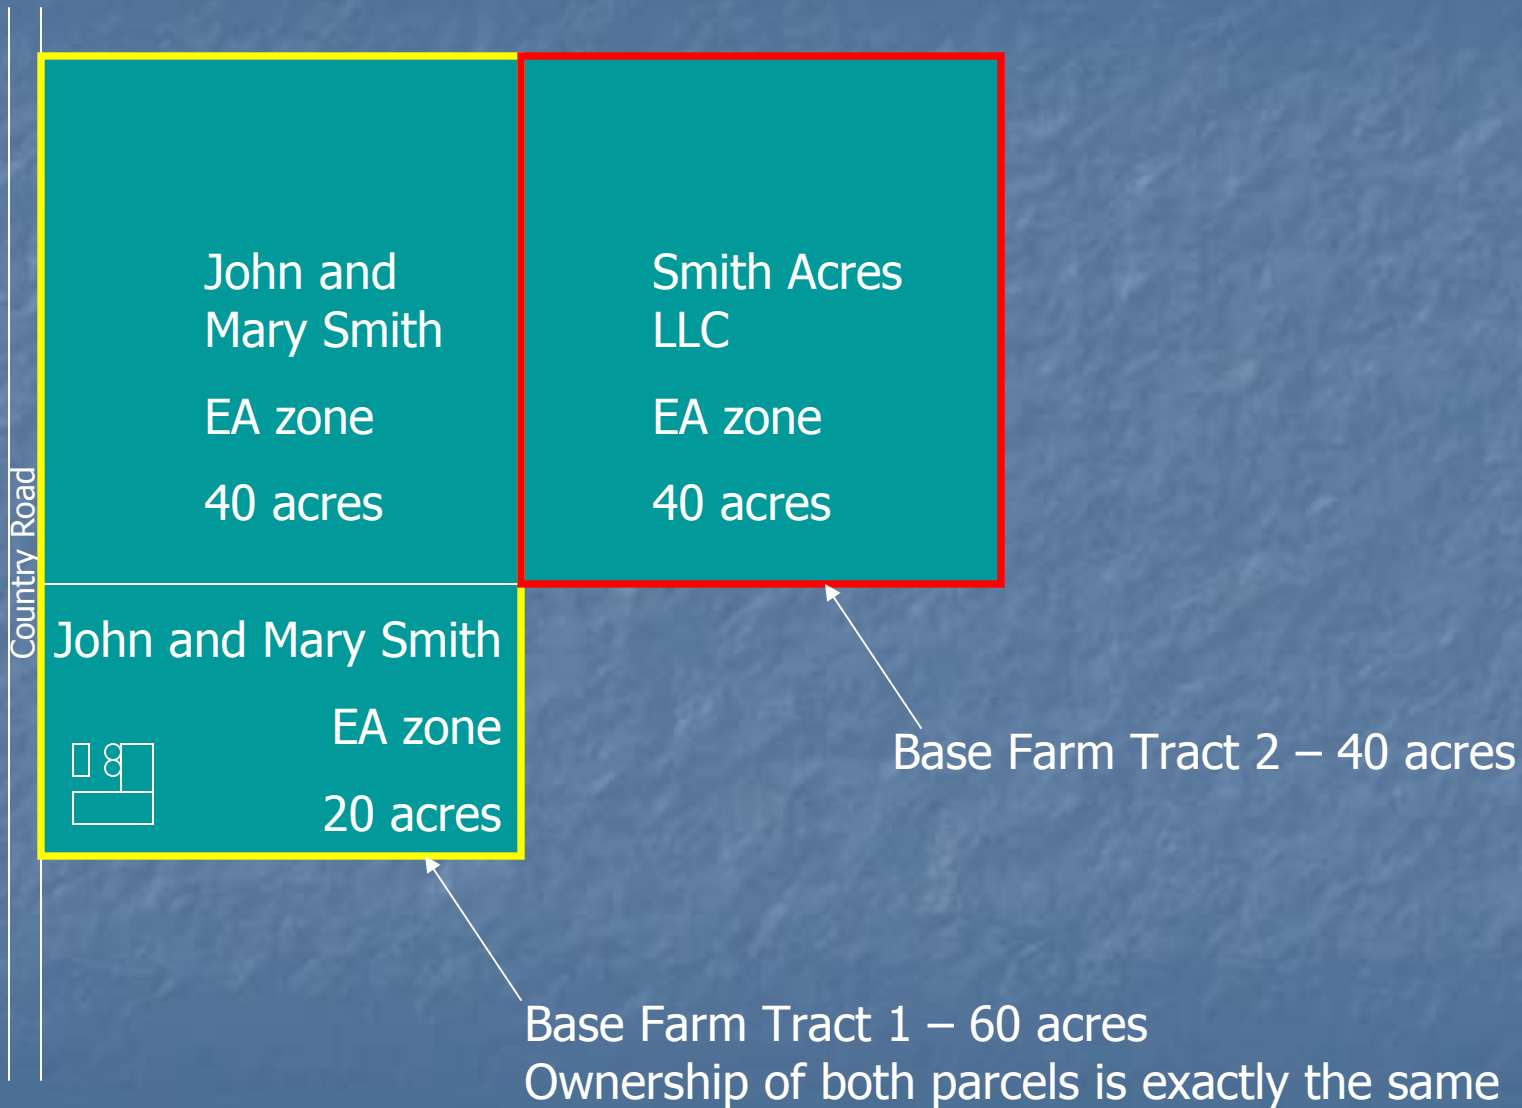 John and
Mary Smith
EA zone
40 acres
Smith Acres
LLC
EA zone
40 acres
Country Road
John and Mary Smith
EA zone
20 acres
Base Farm Tract 2 – 40 acres
Base Farm Tract 1 – 60 acres
Ownership of both parcels is exactly the same